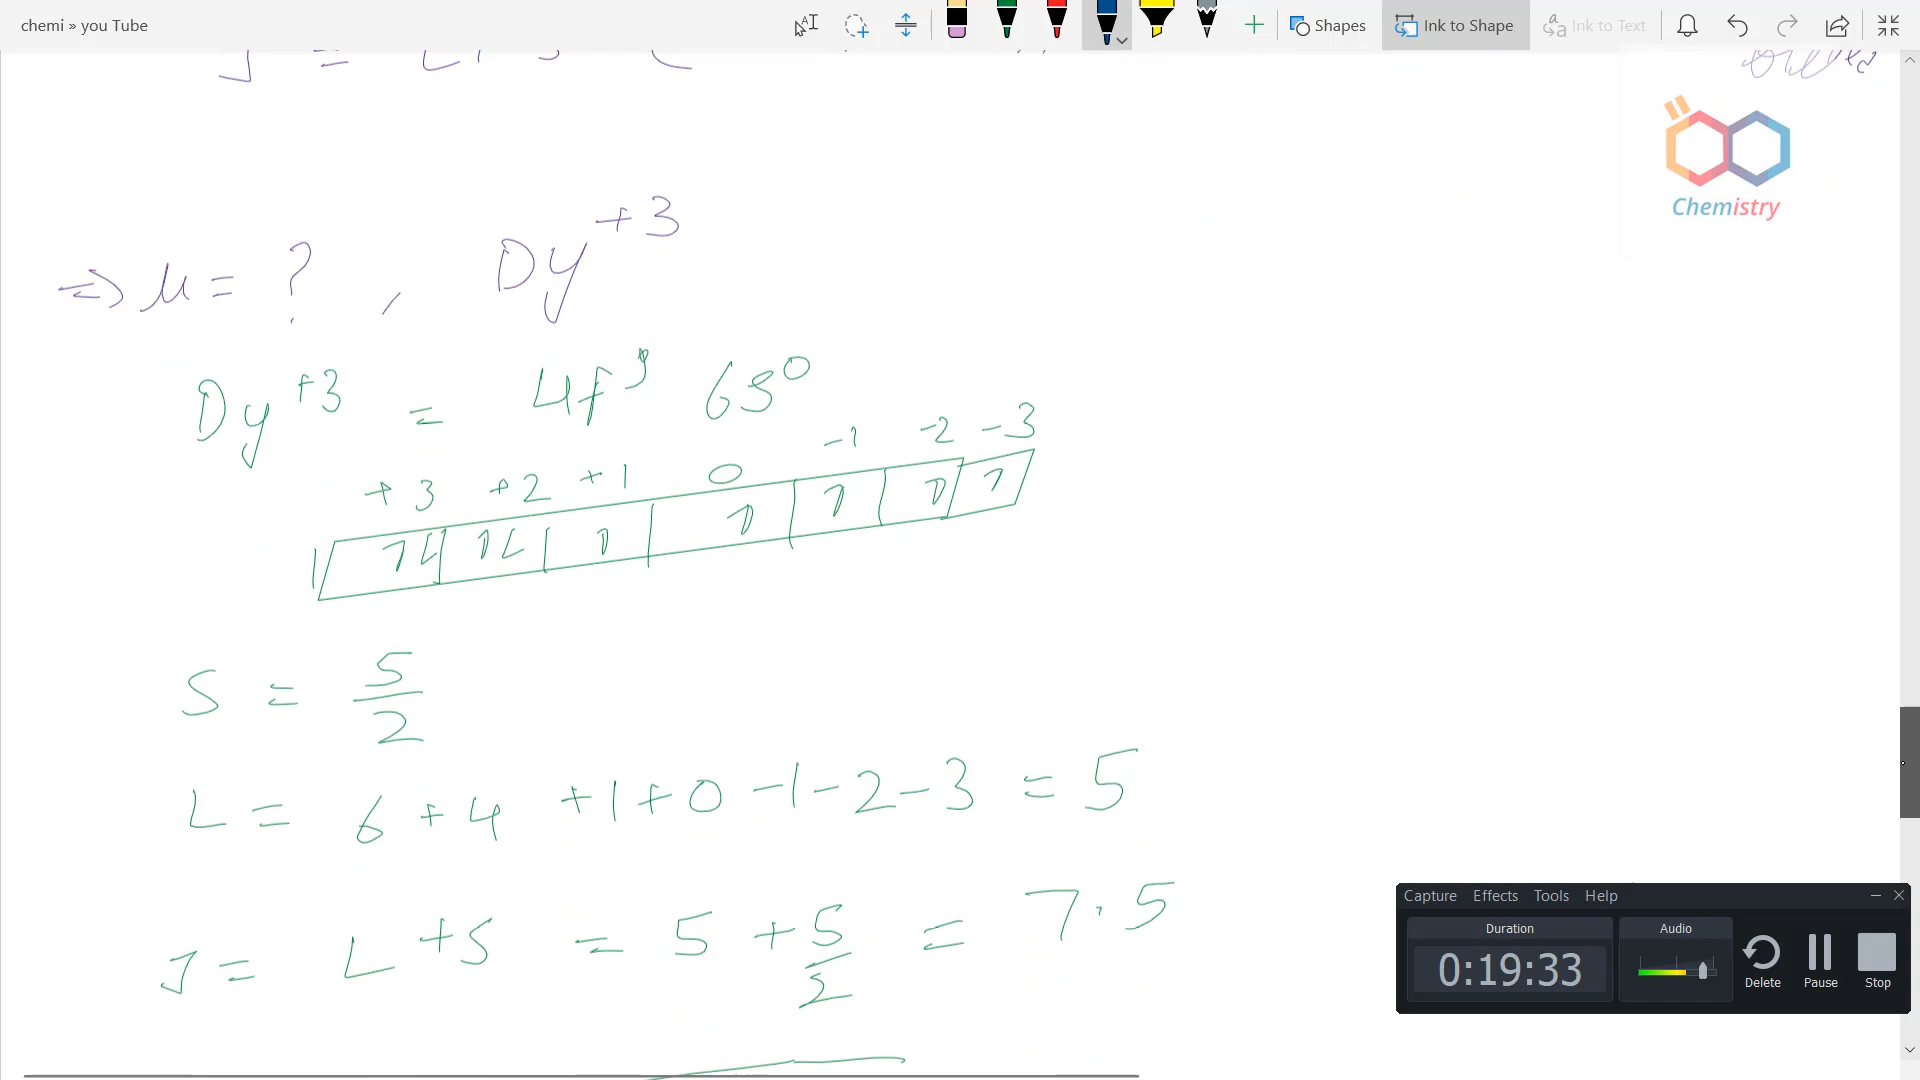 chemi » you Tube
Shapes
Ink to Shape
Ink to Text
Chemistry
⇒ μ = ? , Dy⁺³
Dy⁺³ = 4f⁹ 6s⁰
+3 +2 +1 0 -1 -2 -3
S = 5/2
L = 6 + 4 + 1 + 0 - 1 - 2 - 3 = 5
J = L + S = 5 + 5/2 = 7.5
Capture Effects Tools Help
Duration
Audio
0:19:33
Delete
Pause
Stop